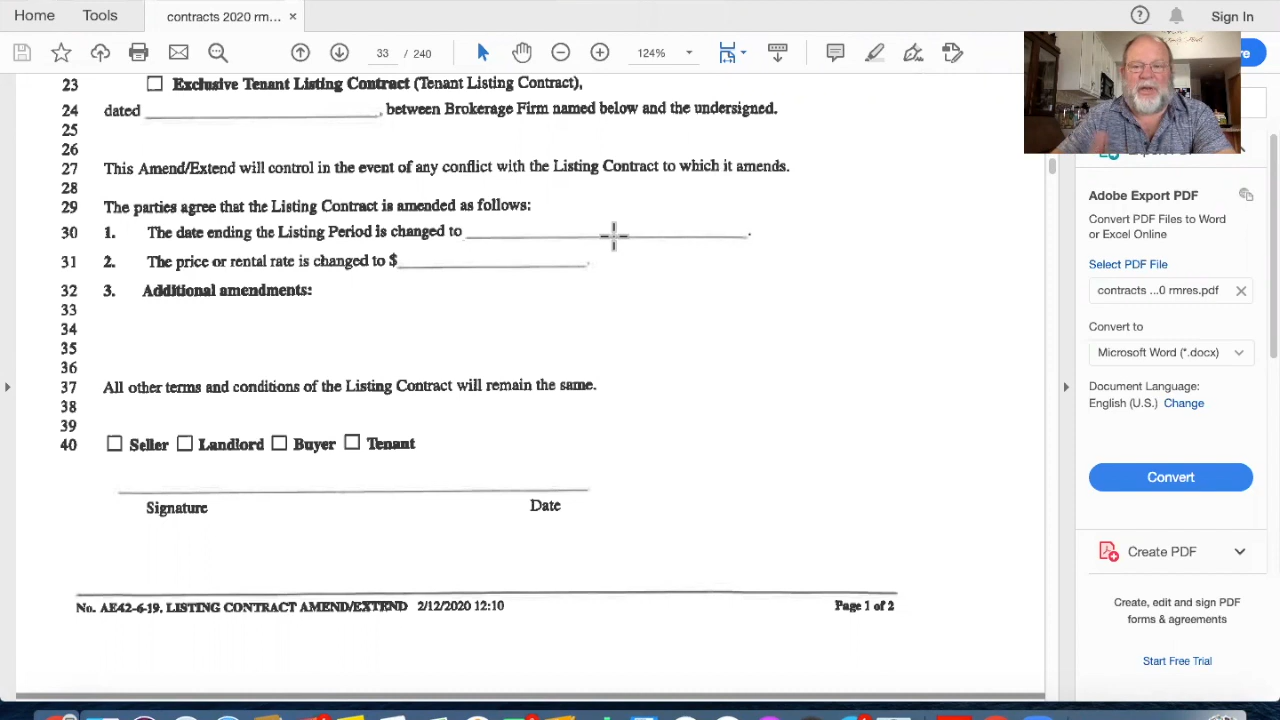 Home Tools contracts 2020 rm... × Sign In
33 / 240 124%
23 Exclusive Tenant Listing Contract (Tenant Listing Contract),
24 dated , between Brokerage Firm named below and the undersigned.
25
26
27 This Amend/Extend will control in the event of any conflict with the Listing Contract to which it amends.
28
29 The parties agree that the Listing Contract is amended as follows:
30 1. The date ending the Listing Period is changed to .
31 2. The price or rental rate is changed to $ .
32 3. Additional amendments:
33
34
35
36
37 All other terms and conditions of the Listing Contract will remain the same.
38
39
40 Seller Landlord Buyer Tenant
Signature Date
No. AE42-6-19. LISTING CONTRACT AMEND/EXTEND 2/12/2020 12:10 Page 1 of 2
Adobe Export PDF
Convert PDF Files to Word
or Excel Online
Select PDF File
contracts ...0 rmres.pdf
Convert to
Microsoft Word (*.docx)
Document Language:
English (U.S.) Change
Convert
Create PDF
Create, edit and sign PDF
forms & agreements
Start Free Trial